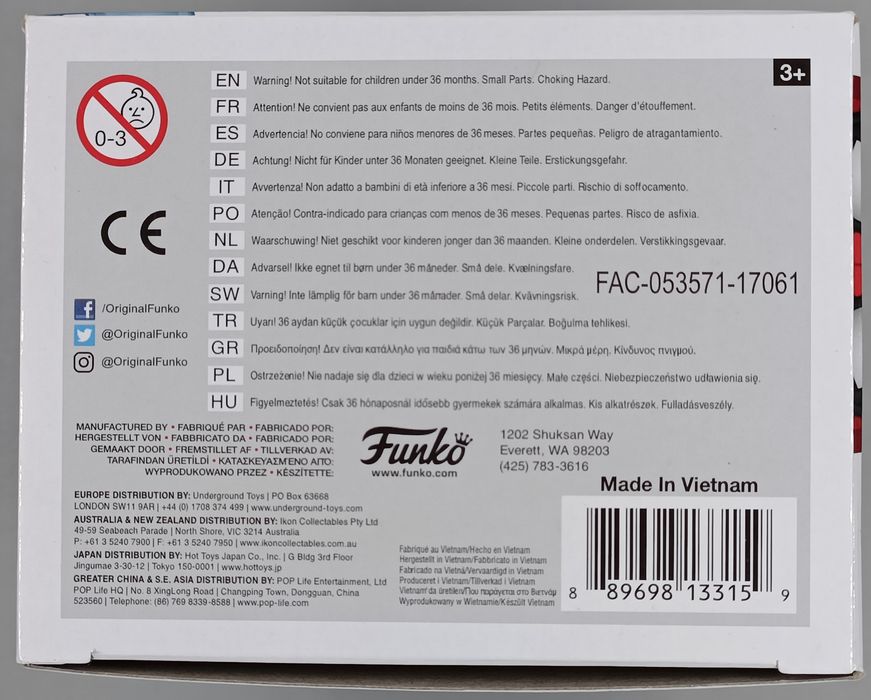 3+
0-3
EN Warning! Not suitable for children under 36 months. Small Parts. Choking Hazard.
FR Attention! Ne convient pas aux enfants de moins de 36 mois. Petits éléments. Danger d'étouffement.
ES Advertencia! No conviene para niños menores de 36 meses. Partes pequeñas. Peligro de atragantamiento.
DE Achtung! Nicht für Kinder unter 36 Monaten geeignet. Kleine Teile. Erstickungsgefahr.
IT Avvertenza! Non adatto a bambini di età inferiore a 36 mesi. Piccole parti. Rischio di soffocamento.
PO Atenção! Contra-indicado para crianças com menos de 36 meses. Pequenas partes. Risco de asfixia.
NL Waarschuwing! Niet geschikt voor kinderen jonger dan 36 maanden. Kleine onderdelen. Verstikkingsgevaar.
DA Advarsel! Ikke egnet til børn under 36 måneder. Små dele. Kvælningsfare.
SW Varning! Inte lämplig för barn under 36 månader. Små delar. Kvävningsrisk.
TR Uyarı! 36 aydan küçük çocuklar için uygun değildir. Küçük Parçalar. Boğulma tehlikesi.
GR Προειδοποίηση! Δεν είναι κατάλληλο για παιδιά κάτω των 36 μηνών. Μικρά μέρη. Κίνδυνος πνιγμού.
PL Ostrzeżenie! Nie nadaje się dla dzieci w wieku poniżej 36 miesięcy. Małe części. Niebezpieczeństwo udławienia się.
HU Figyelmeztetés! Csak 36 hónaposnál idősebb gyermekek számára alkalmas. Kis alkatrészek. Fulladásveszély.
FAC-053571-17061
CE
/OriginalFunko
@OriginalFunko
@OriginalFunko
MANUFACTURED BY • FABRIQUÉ PAR • FABRICADO POR:
HERGESTELLT VON • FABBRICATO DA • FABRICADO POR:
GEMAAKT DOOR • FREMSTILLET AF • TILLVERKAD AV:
TARAFINDAN ÜRETİLDİ • ΚΑΤΑΣΚΕΥΑΣΜΕΝΟ ΑΠΌ:
WYPRODUKOWANO PRZEZ • KÉSZÍTETTE:
Funko
www.funko.com
1202 Shuksan Way
Everett, WA 98203
(425) 783-3616
EUROPE DISTRIBUTION BY: Underground Toys | PO Box 63668
LONDON SW11 9AR | +44 (0) 1708 374 499 | www.underground-toys.com
AUSTRALIA & NEW ZEALAND DISTRIBUTION BY: Ikon Collectables Pty Ltd
49-59 Seabeach Parade | North Shore, VIC 3214 Australia
P: +61 3 5240 7900 | F: +61 3 5240 7950 | www.ikoncollectables.com.au
JAPAN DISTRIBUTION BY: Hot Toys Japan Co., Inc. | G Bldg 3rd Floor
Jingumae 3-30-12 | Tokyo 150-0001 | www.hottoys.jp
GREATER CHINA & S.E. ASIA DISTRIBUTION BY: POP Life Entertainment, Ltd
POP Life HQ | No. 8 XingLong Road | Changping Town, Dongguan, China
523560 | Telephone: (86) 769 8339-8588 | www.pop-life.com
Fabriqué au Vietnam/Hecho en Vietnam
Hergestellt in Vietnam/Fabbricato in Vietnam
Fabricado na Vietnã/Vervaardigd in Vietnam
Produceret i Vietnam/Tillverkad i Vietnam
Vietnam'da üretilen/Που παράγεται στο Βιετνάμ
Wyprodukowany w Wietnamie/Készült Vietnam
Made In Vietnam
8 89698 13315 9